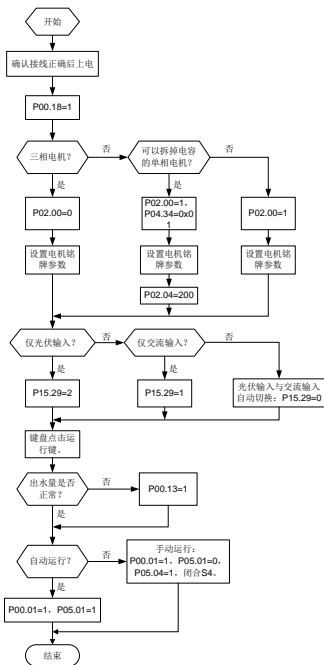 开始
确认接线正确后上电
P00.18=1
三相电机？
否
可以拆掉电容
的单相电机？
否
是
是
P02.00=0
P02.00=1，
P04.34=0x0
1
P02.00=1
设置电机铭
牌参数
设置电机铭
牌参数
设置电机铭
牌参数
P02.04=200
仅光伏输入？
否
仅交流输入？
否
是
是
P15.29=2
P15.29=1
光伏输入与交流输入
自动切换：P15.29=0
键盘点击运
行键。
出水量是否
正常？
否
P00.13=1
是
自动运行？
否
手动运行：
P00.01=1，P05.01=0，
P05.04=1，闭合S4。
是
P00.01=1，P05.01=1
结束